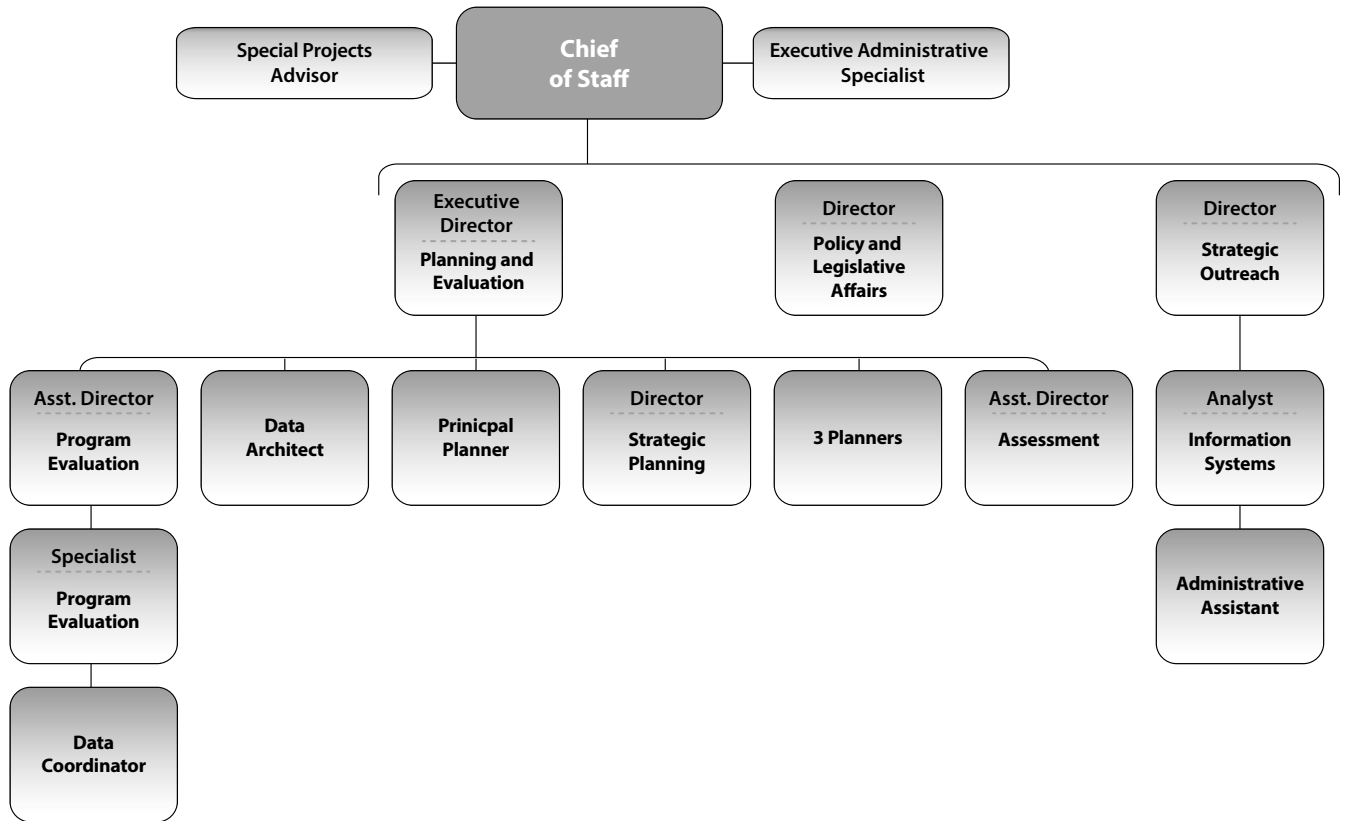 Special Projects
Advisor
Chief
of Staff
Executive Administrative
Specialist
Executive
Director
Planning and
Evaluation
Director
Policy and
Legislative
Affairs
Director
Strategic
Outreach
Asst. Director
Program
Evaluation
Data
Architect
Prinicpal
Planner
Director
Strategic
Planning
3 Planners
Asst. Director
Assessment
Analyst
Information
Systems
Specialist
Program
Evaluation
Administrative
Assistant
Data
Coordinator